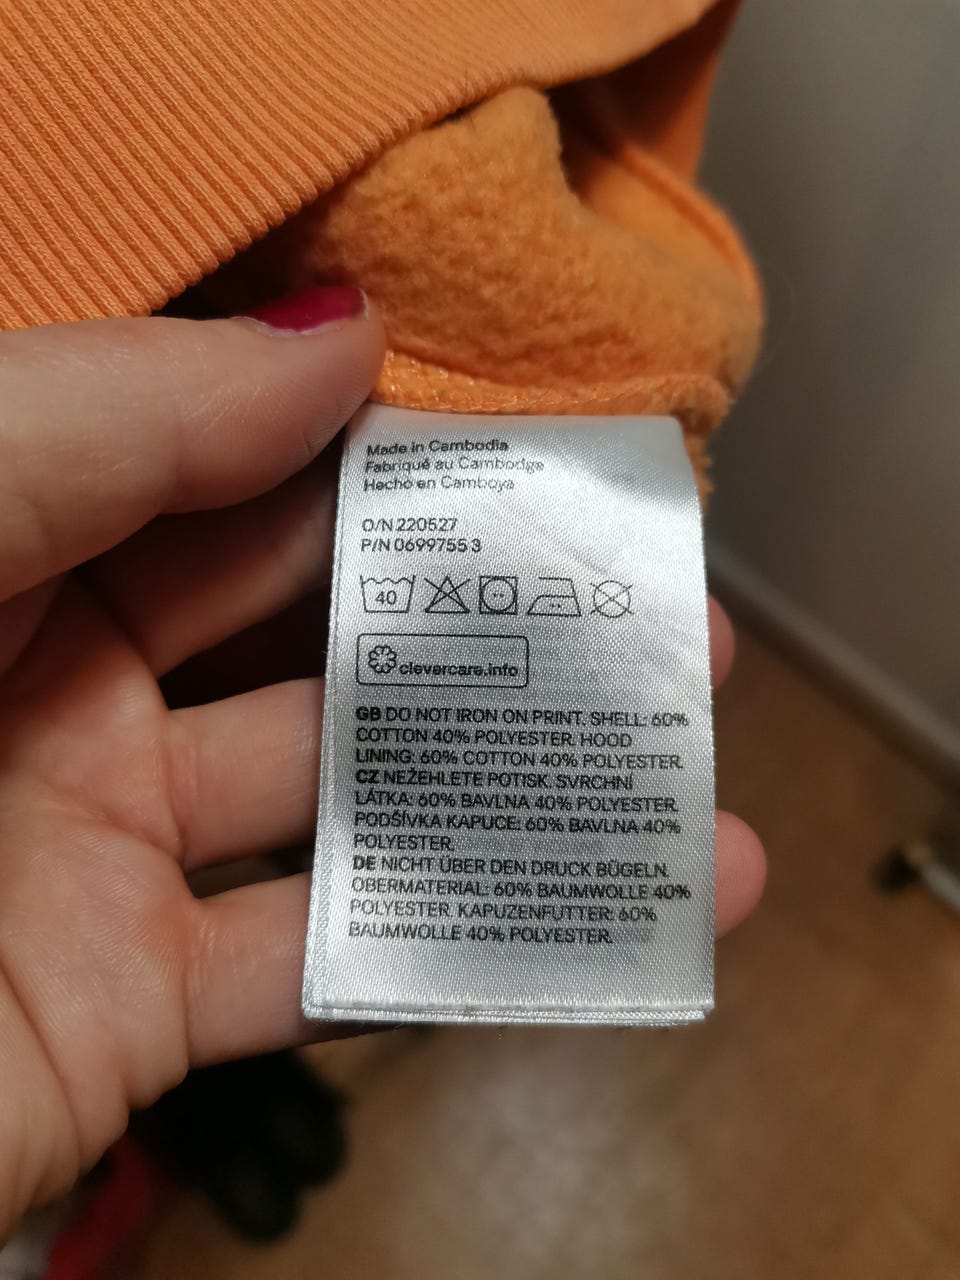 Made in Cambodia
Fabriqué au Cambodge
Hecho en Camboya
O/N 220527
P/N 0699755 3
40
clevercare.info
GB DO NOT IRON ON PRINT. SHELL: 60%
COTTON 40% POLYESTER. HOOD
LINING: 60% COTTON 40% POLYESTER.
CZ NEŽEHLETE POTISK. SVRCHNÍ
LÁTKA: 60% BAVLNA 40% POLYESTER.
PODŠÍVKA KAPUCE: 60% BAVLNA 40%
POLYESTER.
DE NICHT ÜBER DEN DRUCK BÜGELN.
OBERMATERIAL: 60% BAUMWOLLE 40%
POLYESTER. KAPUZENFUTTER: 60%
BAUMWOLLE 40% POLYESTER.